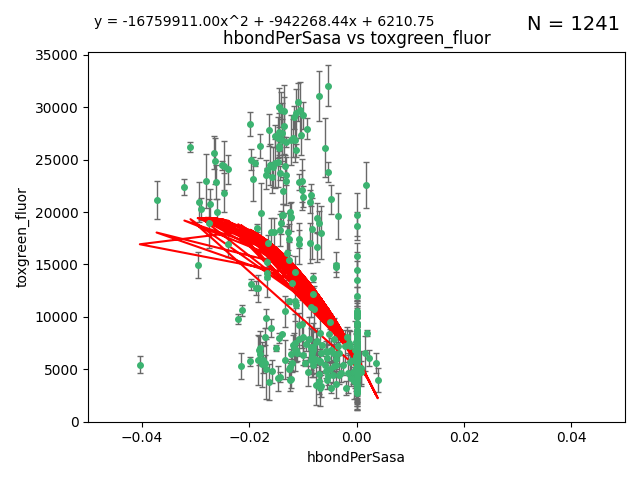 y = -16759911.00x^2 + -942268.44x + 6210.75
N = 1241
hbondPerSasa vs toxgreen_fluor
35000
30000
25000
20000
15000
10000
5000
0
toxgreen_fluor
−0.04
−0.02
0.00
0.02
0.04
hbondPerSasa